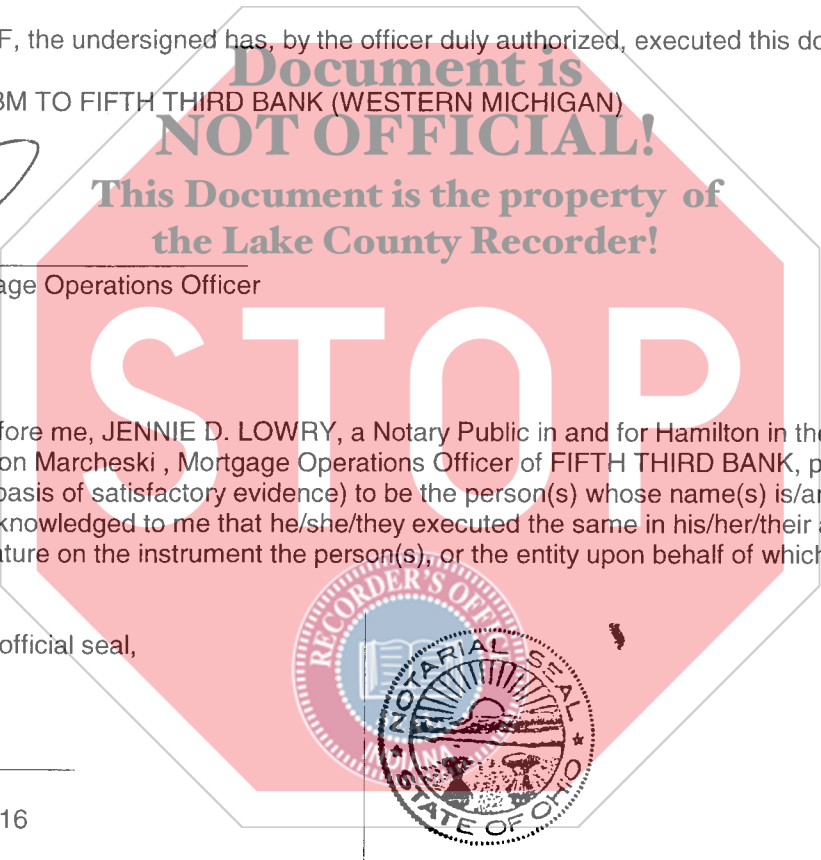 F, the undersigned has, by the officer duly authorized, executed this do
Document is
BM TO FIFTH THIRD BANK (WESTERN MICHIGAN)
NOT OFFICIAL!
This Document is the property of
the Lake County Recorder!
age Operations Officer
STOP
fore me, JENNIE D. LOWRY, a Notary Public in and for Hamilton in the
on Marcheski , Mortgage Operations Officer of FIFTH THIRD BANK, p
basis of satisfactory evidence) to be the person(s) whose name(s) is/ar
knowledged to me that he/she/they executed the same in his/her/their a
ature on the instrument the person(s), or the entity upon behalf of which
RECORDER'S OFFICE
INDIANA
official seal,
NOTARIAL SEAL
STATE OF OHIO
16